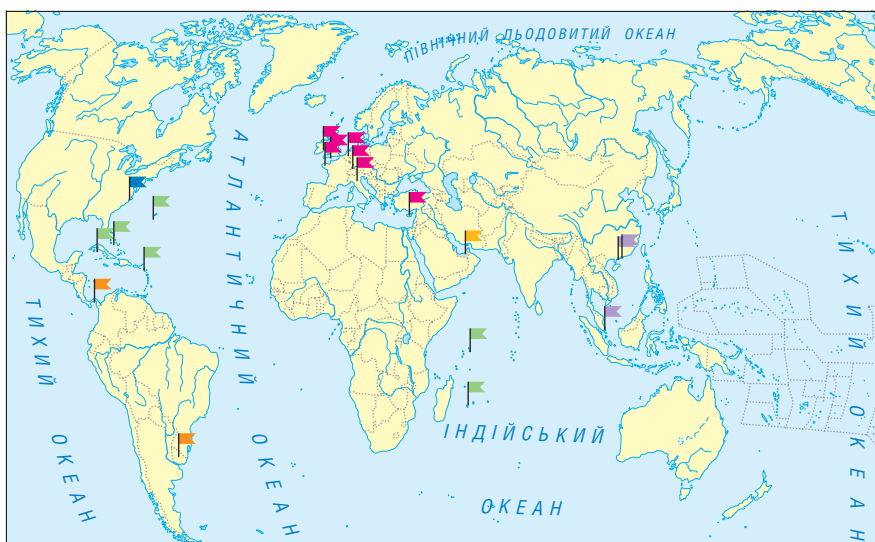 ПІВНІЧНИЙ ЛЬОДОВИТИЙ ОКЕАН
АТЛАНТИЧНИЙ
ОКЕАН
ТИХИЙ
ОКЕАН
ІНДІЙСЬКИЙ
ОКЕАН
ТИХИЙ
ОКЕАН